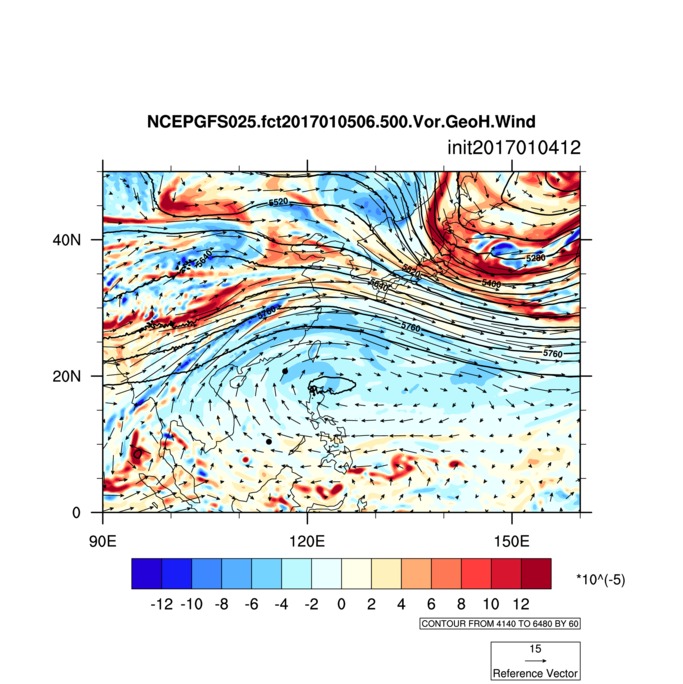 NCEPGFS025.fct2017010506.500.Vor.GeoH.Wind
init2017010412
5520
40N
5640
5280
5400
5760
5760
5760
20N
0
90E 120E 150E
-12 -10 -8 -6 -4 -2 0 2 4 6 8 10 12
*10^(-5)
CONTOUR FROM 4140 TO 6480 BY 60
15
Reference Vector